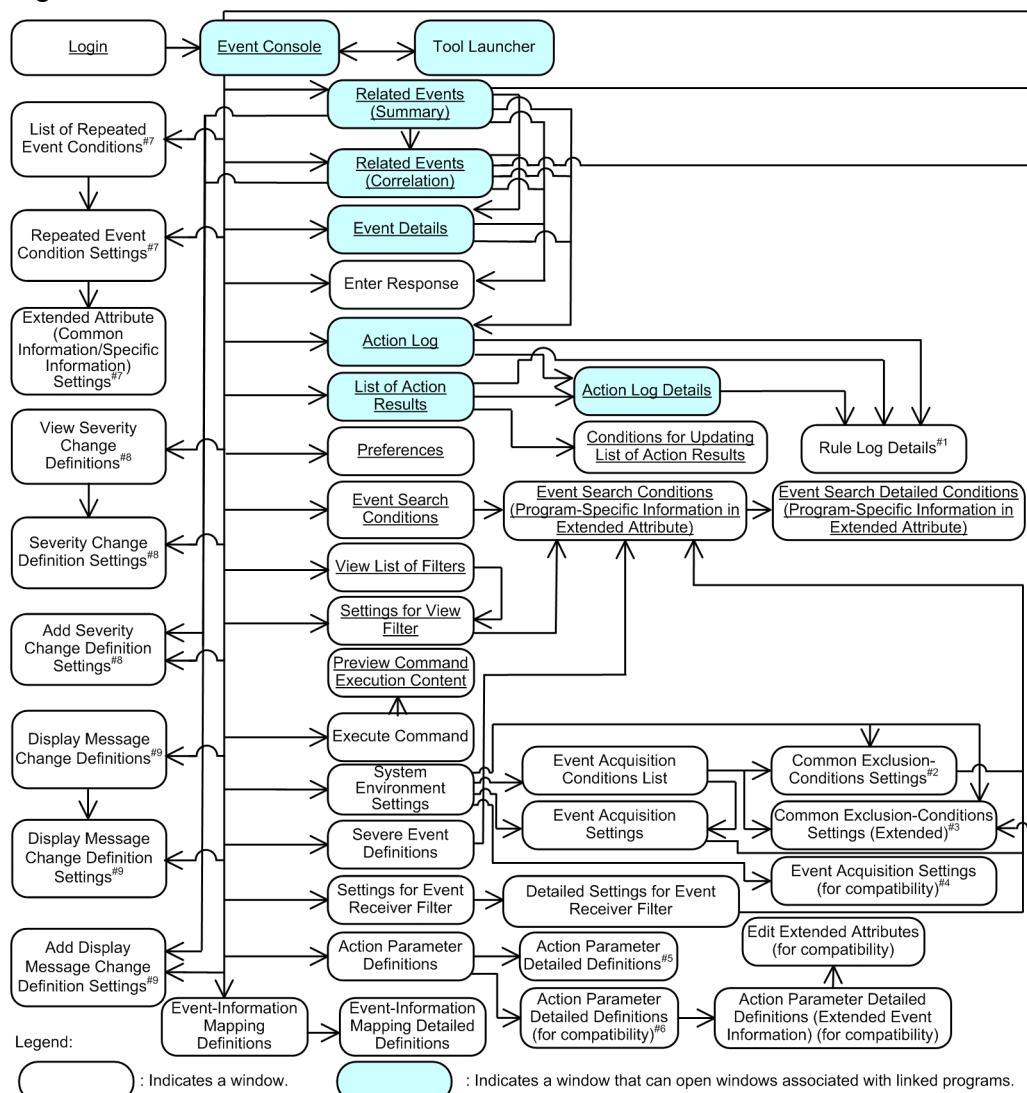 Login
Event Console
Tool Launcher
Related Events
(Summary)
List of Repeated
Event Conditions#7
Related Events
(Correlation)
Repeated Event
Condition Settings#7
Event Details
Enter Response
Extended Attribute
(Common
Information/Specific
Information)
Settings#7
Action Log
List of Action
Results
Action Log Details
View Severity
Change
Definitions#8
Preferences
Conditions for Updating
List of Action Results
Rule Log Details#1
Event Search
Conditions
Event Search Conditions
(Program-Specific Information in
Extended Attribute)
Event Search Detailed Conditions
(Program-Specific Information in
Extended Attribute)
Severity Change
Definition Settings#8
View List of Filters
Settings for View
Filter
Add Severity
Change Definition
Settings#8
Preview Command
Execution Content
Display Message
Change Definitions#9
Execute Command
System
Environment
Settings
Event Acquisition
Conditions List
Common Exclusion-
Conditions Settings#2
Event Acquisition
Settings
Common Exclusion-Conditions
Settings (Extended)#3
Display Message
Change Definition
Settings#9
Severe Event
Definitions
Event Acquisition Settings
(for compatibility)#4
Settings for Event
Receiver Filter
Detailed Settings for Event
Receiver Filter
Edit Extended Attributes
(for compatibility)
Add Display
Message Change
Definition Settings#9
Action Parameter
Definitions
Action Parameter
Detailed Definitions#5
Event-Information
Mapping
Definitions
Event-Information
Mapping Detailed
Definitions
Action Parameter
Detailed Definitions
(for compatibility)#6
Action Parameter Detailed
Definitions (Extended Event
Information) (for compatibility)
Legend:
: Indicates a window.
: Indicates a window that can open windows associated with linked programs.